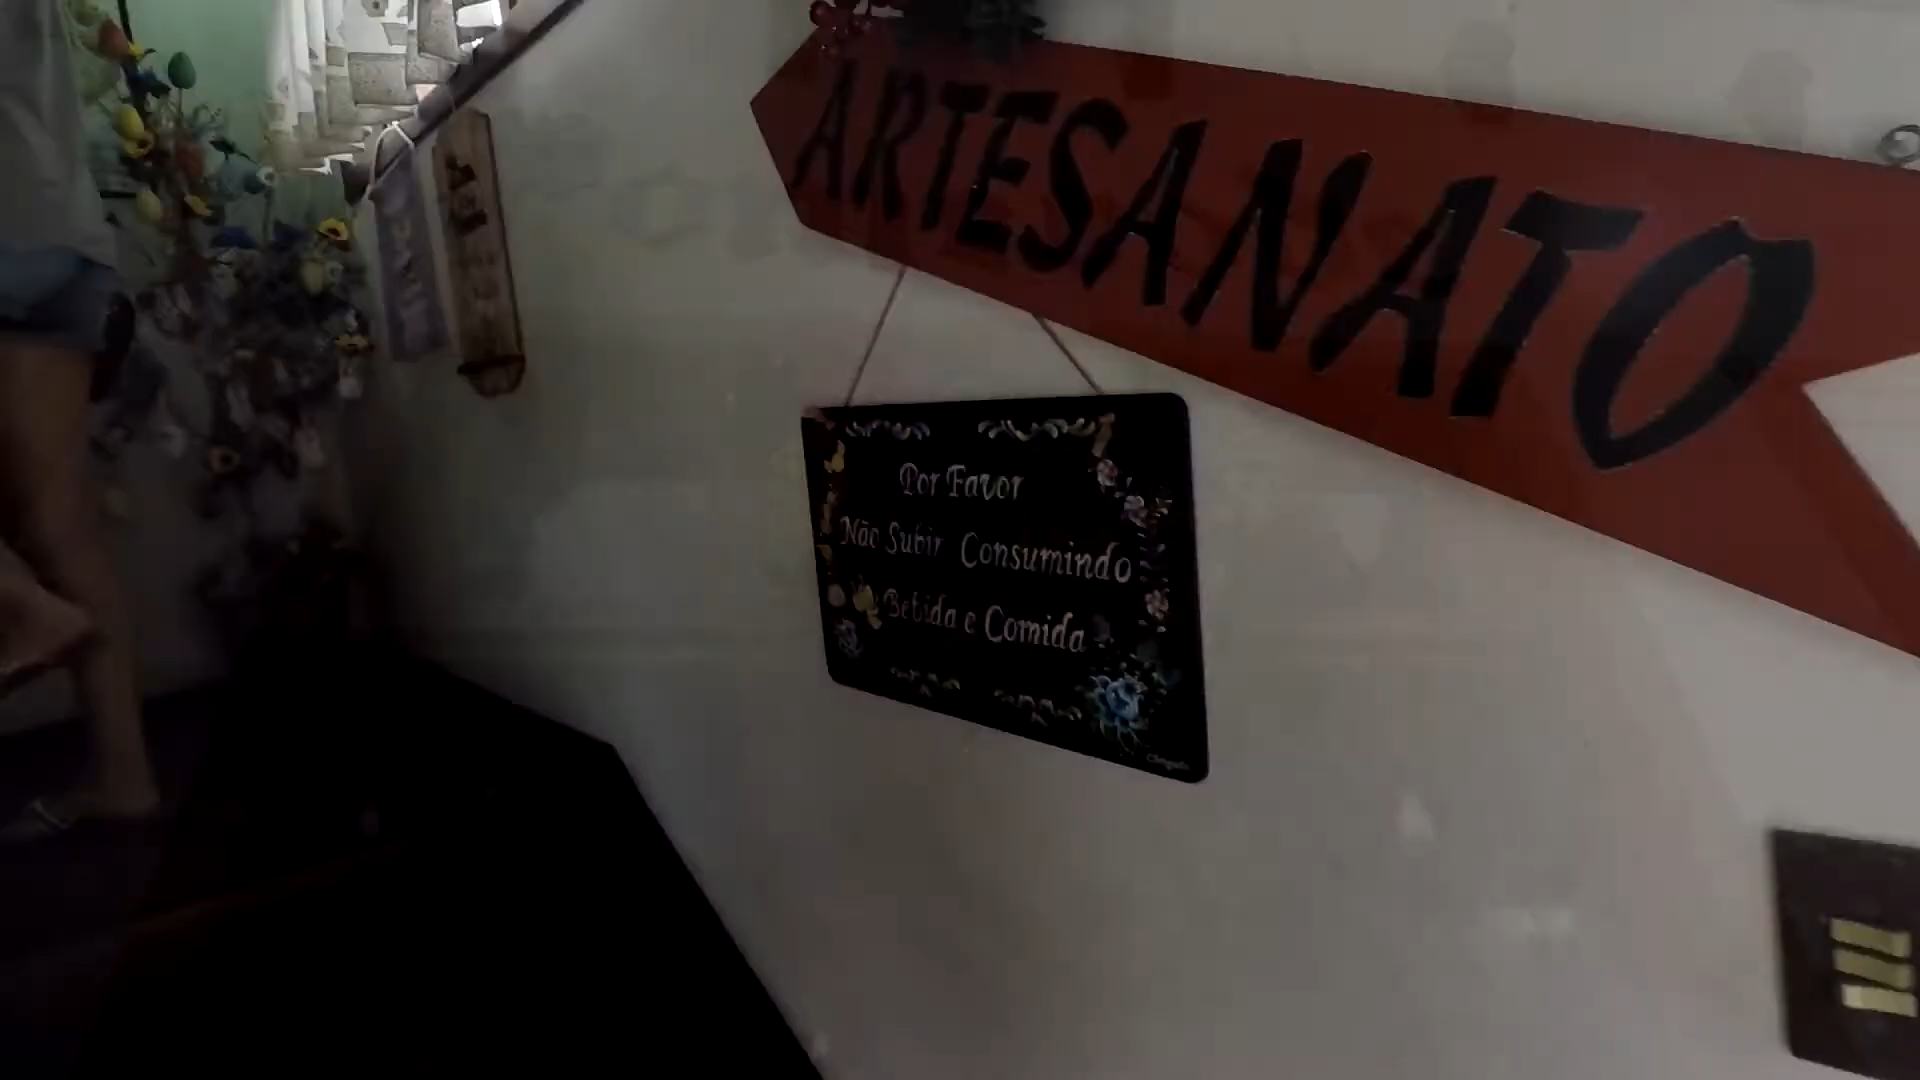 ARTESANATO
Por Favor
Não Subir Consumindo
Bebida e Comida